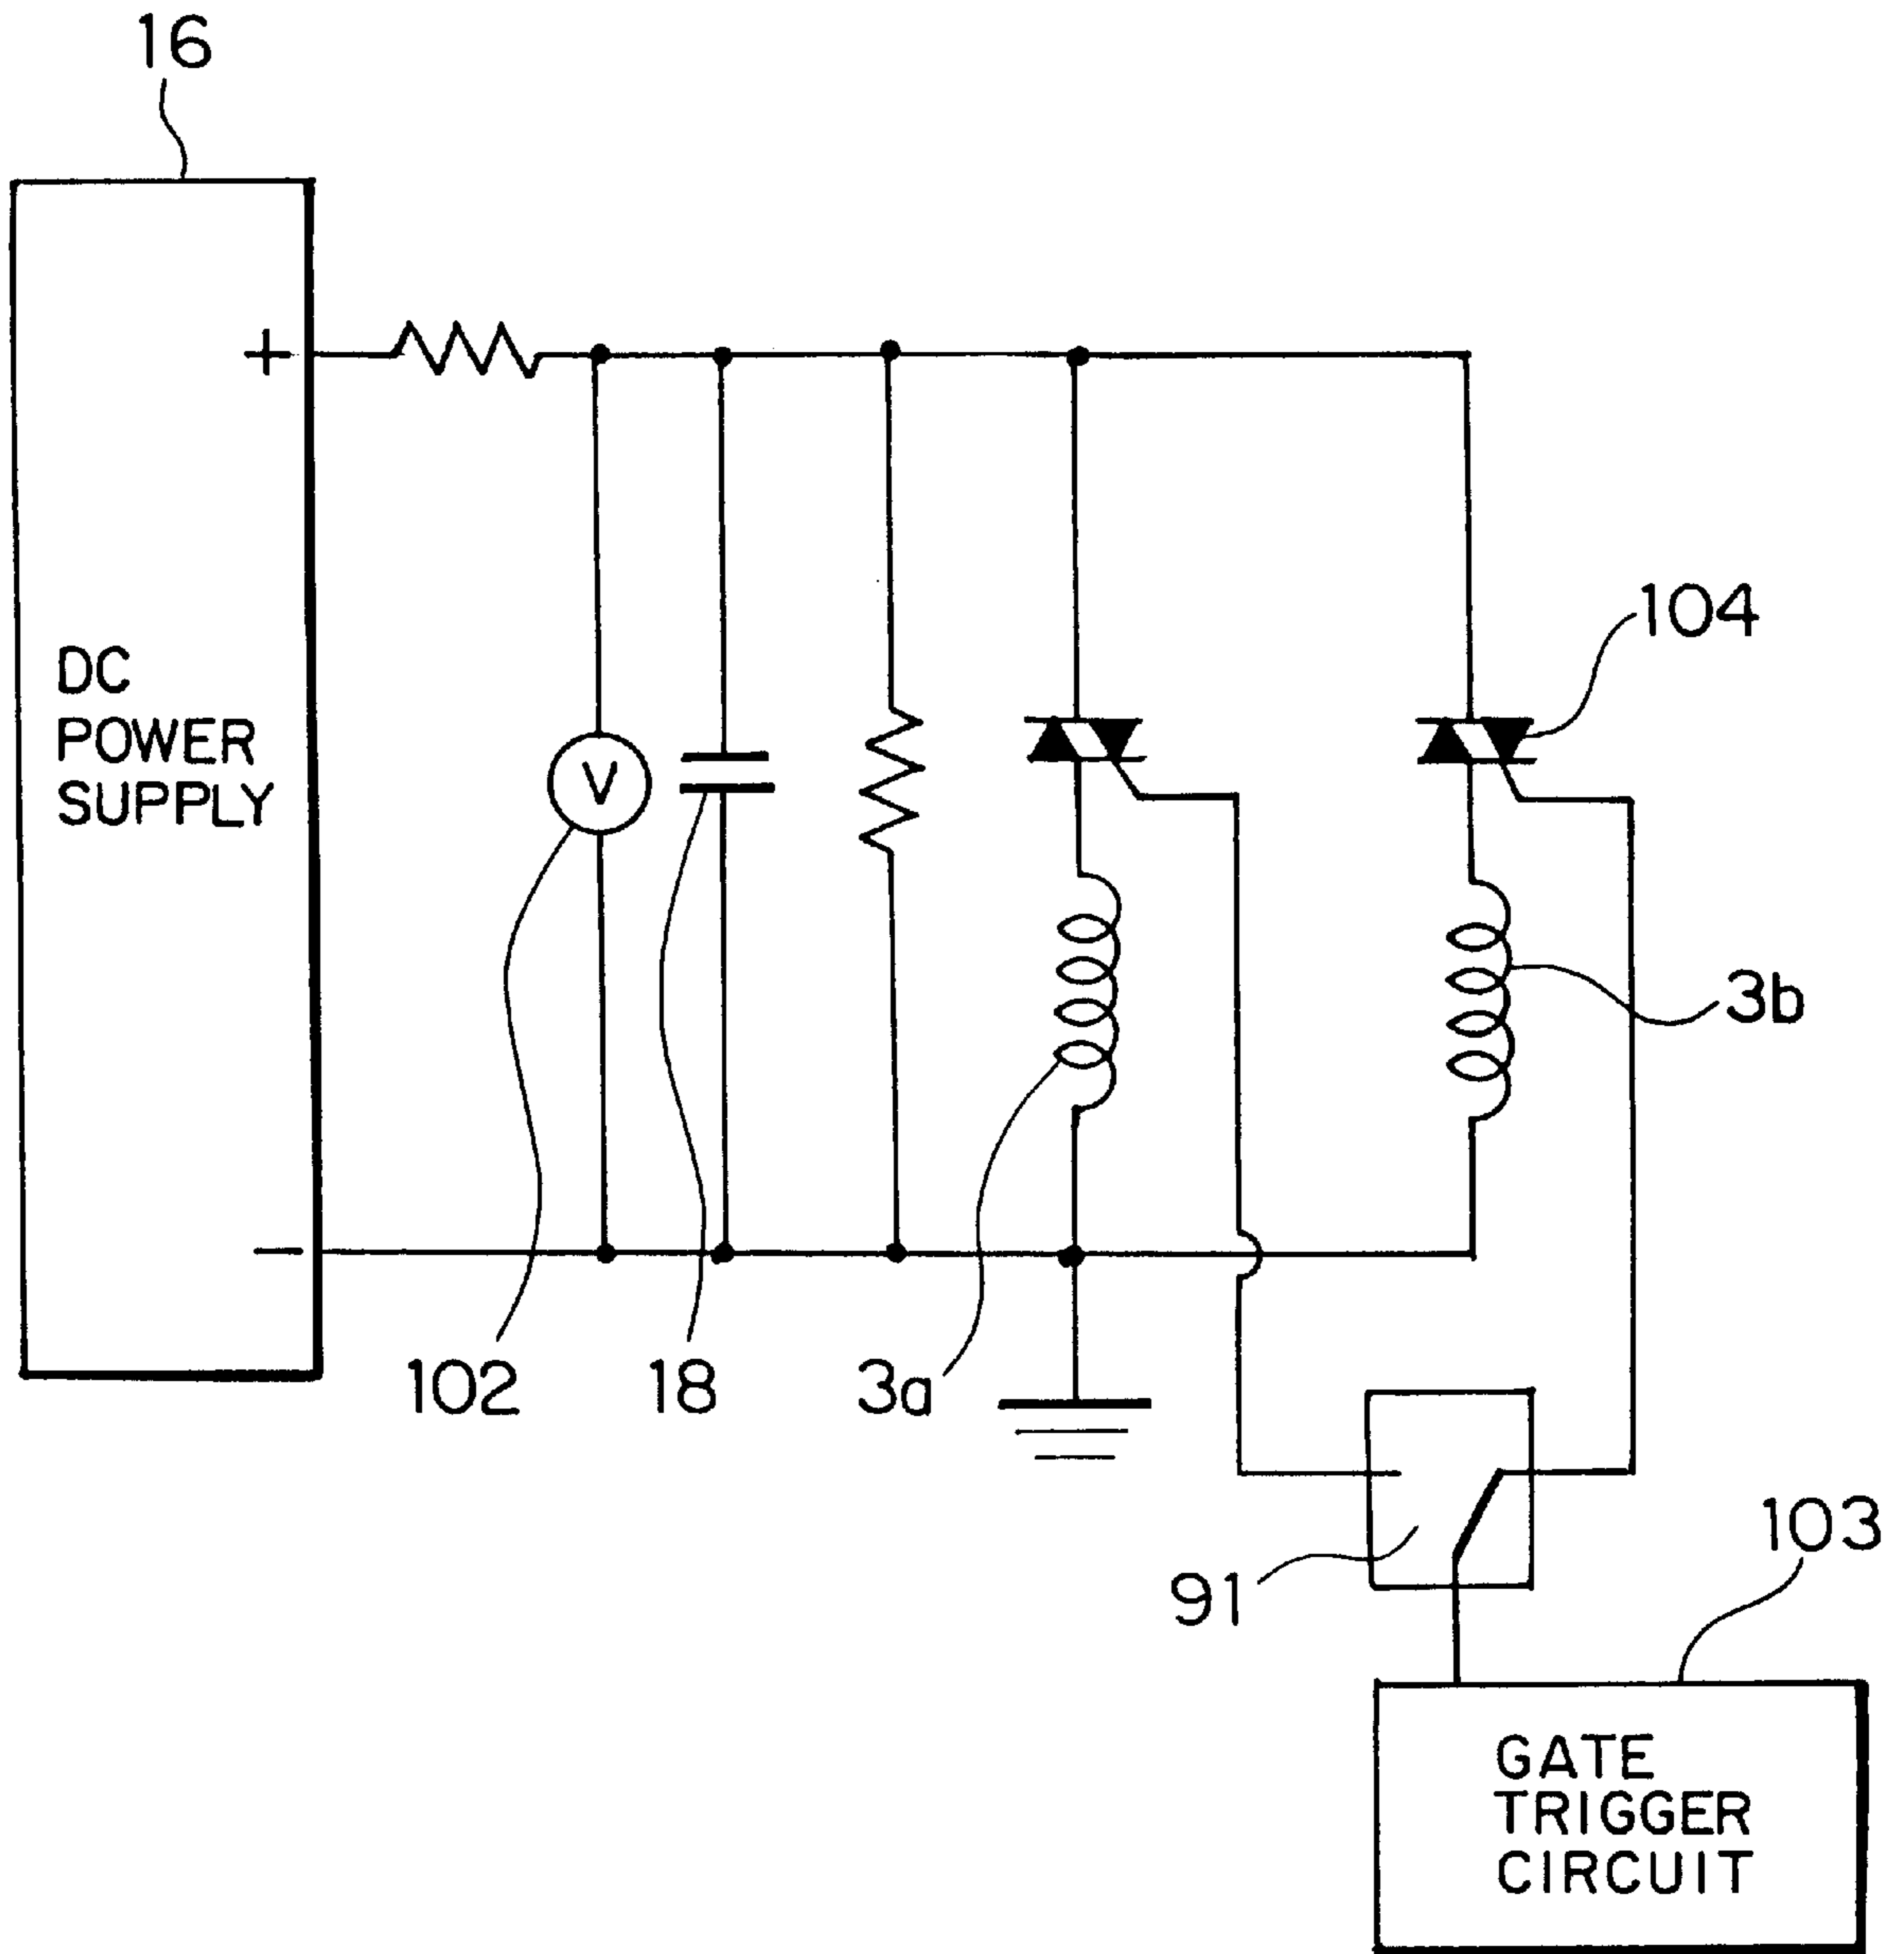 16
+
DC
POWER
SUPPLY
V
104
3b
−
102
18
3a
91
103
GATE
TRIGGER
CIRCUIT